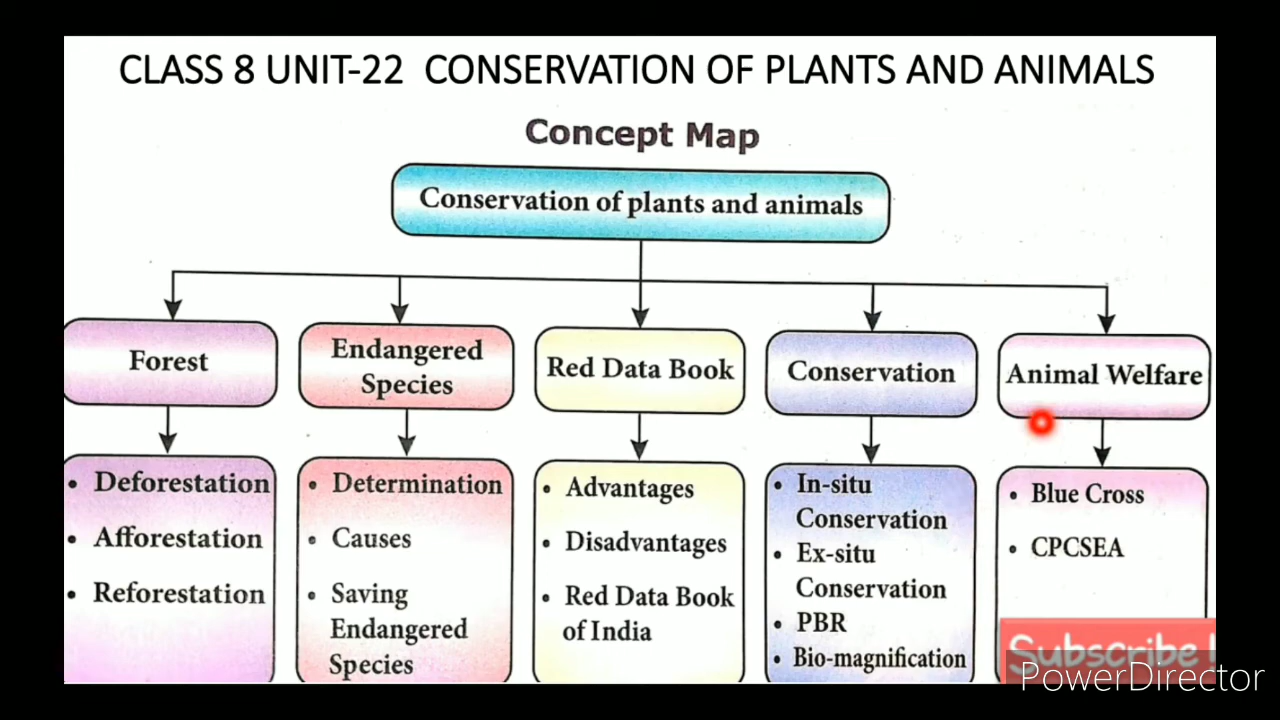 CLASS 8 UNIT-22 CONSERVATION OF PLANTS AND ANIMALS
Concept Map
Conservation of plants and animals
Forest
Endangered
Species
Red Data Book
Conservation
Animal Welfare
• Deforestation
• Afforestation
• Reforestation
• Determination
• Causes
• Saving
Endangered
Species
• Advantages
• Disadvantages
• Red Data Book
of India
• In-situ
Conservation
• Ex-situ
Conservation
• PBR
• Bio-magnification
• Blue Cross
• CPCSEA
Subscribe !
PowerDirector